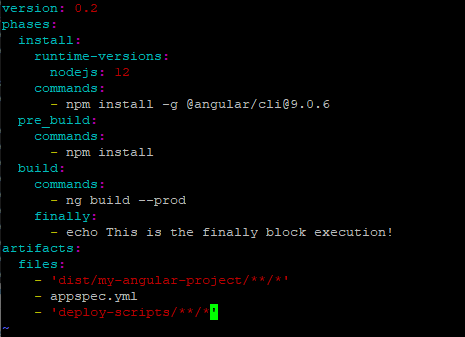 version: 0.2
phases:
  install:
    runtime-versions:
      nodejs: 12
    commands:
      - npm install -g @angular/cli@9.0.6
  pre_build:
    commands:
      - npm install
  build:
    commands:
      - ng build --prod
    finally:
      - echo This is the finally block execution!
artifacts:
  files:
    - 'dist/my-angular-project/**/*'
    - appspec.yml
    - 'deploy-scripts/**/*'
~